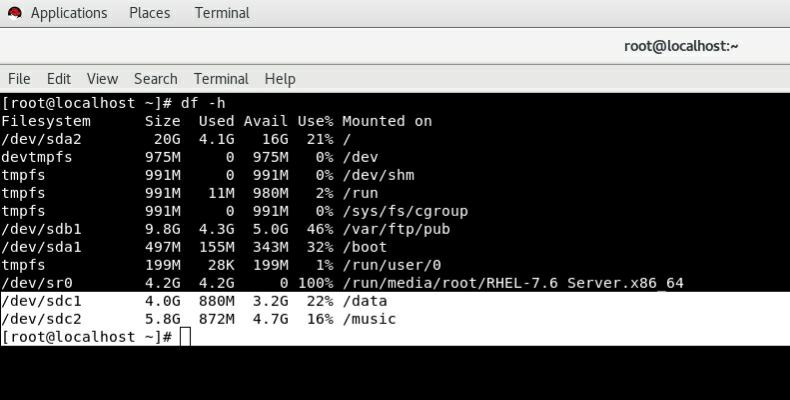 Applications Places Terminal
root@localhost:~
File Edit View Search Terminal Help
[root@localhost ~]# df -h
Filesystem Size Used Avail Use% Mounted on
/dev/sda2 20G 4.1G 16G 21% /
devtmpfs 975M 0 975M 0% /dev
tmpfs 991M 0 991M 0% /dev/shm
tmpfs 991M 11M 980M 2% /run
tmpfs 991M 0 991M 0% /sys/fs/cgroup
/dev/sdb1 9.8G 4.3G 5.0G 46% /var/ftp/pub
/dev/sda1 497M 155M 343M 32% /boot
tmpfs 199M 28K 199M 1% /run/user/0
/dev/sr0 4.2G 4.2G 0 100% /run/media/root/RHEL-7.6 Server.x86_64
/dev/sdc1 4.0G 880M 3.2G 22% /data
/dev/sdc2 5.8G 872M 4.7G 16% /music
[root@localhost ~]#